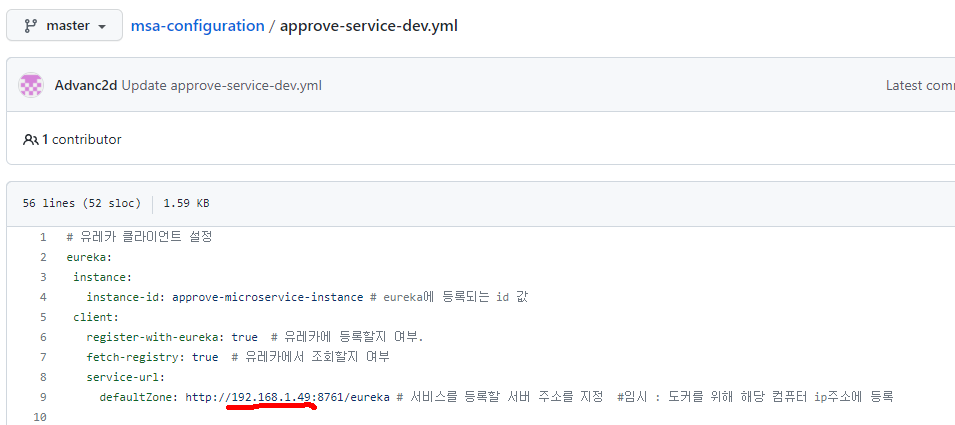 master msa-configuration / approve-service-dev.yml
Advanc2d Update approve-service-dev.yml Latest com
1 contributor
56 lines (52 sloc) 1.59 KB
1 # 유레카 클라이언트 설정
2 eureka:
3 instance:
4 instance-id: approve-microservice-instance # eureka에 등록되는 id 값
5 client:
6 register-with-eureka: true # 유레카에 등록할지 여부.
7 fetch-registry: true # 유레카에서 조회할지 여부
8 service-url:
9 defaultZone: http://192.168.1.49:8761/eureka # 서비스를 등록할 서버 주소를 지정 #임시 : 도커를 위해 해당 컴퓨터 ip주소에 등록
10